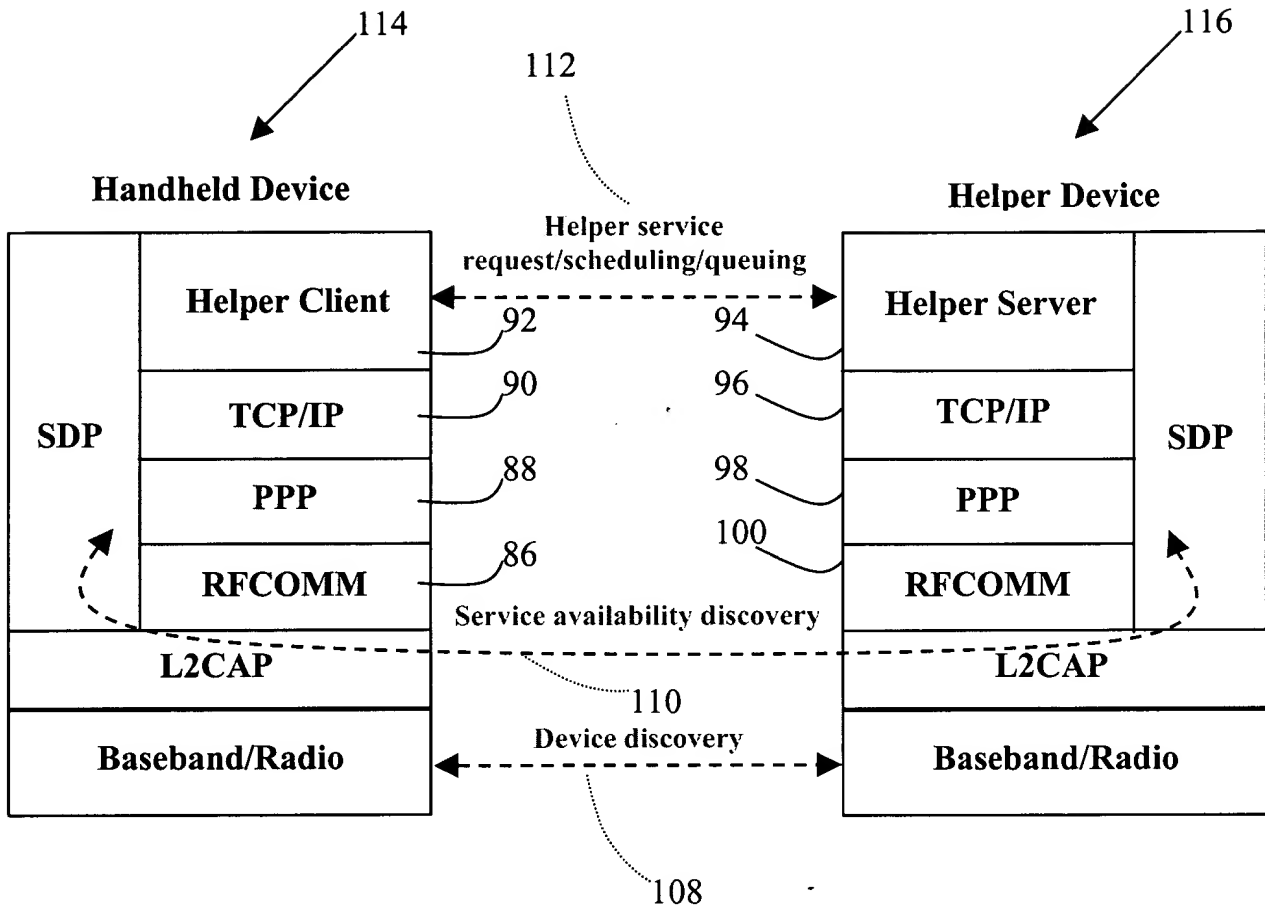 114
116
112
Handheld Device
Helper Device
Helper service
request/scheduling/queuing
Helper Client
Helper Server
92
94
90
96
SDP
TCP/IP
TCP/IP
SDP
88
98
PPP
PPP
100
86
RFCOMM
RFCOMM
Service availability discovery
L2CAP
L2CAP
110
Device discovery
Baseband/Radio
Baseband/Radio
108